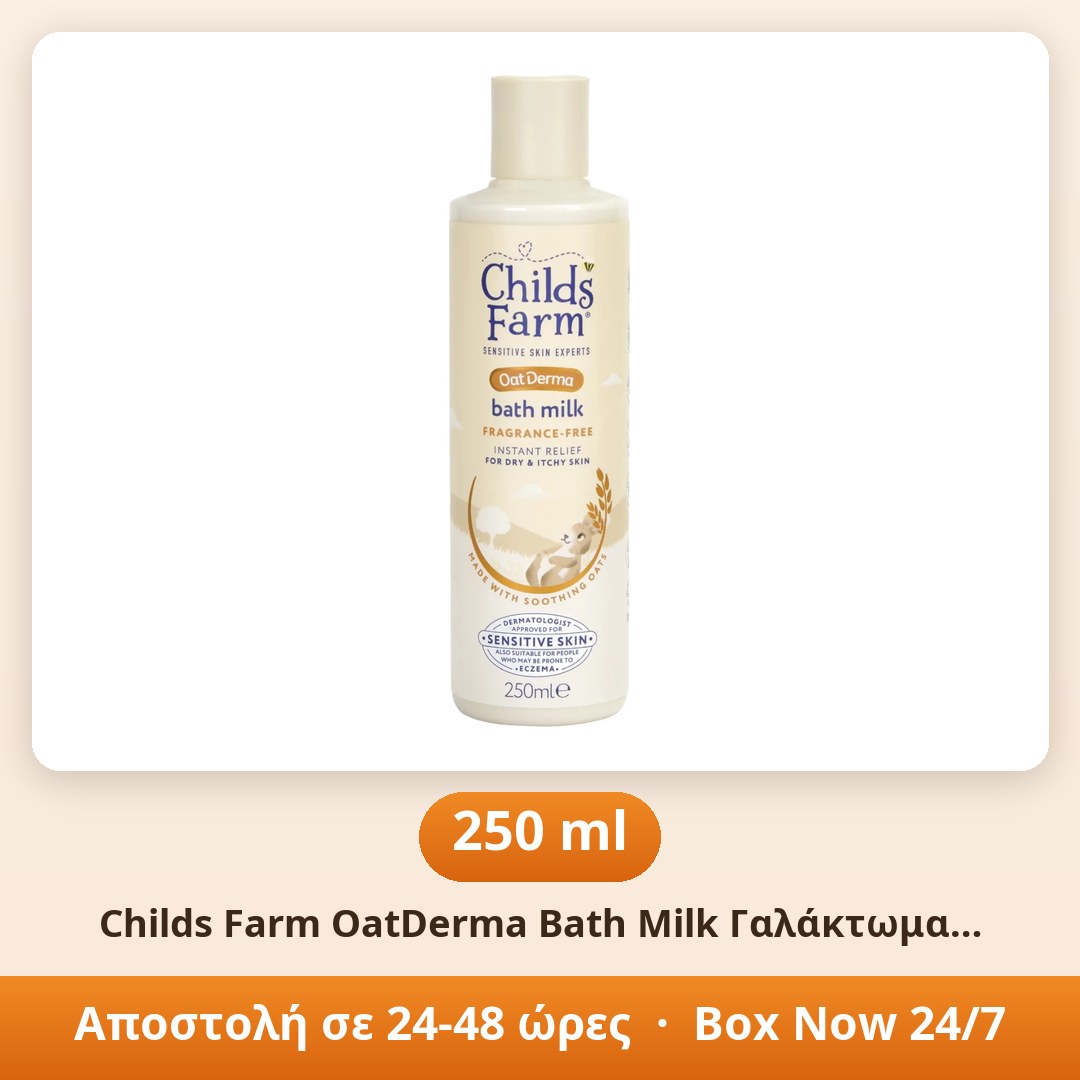 Childs
Farm®
SENSITIVE SKIN EXPERTS
OatDerma
bath milk
FRAGRANCE-FREE
INSTANT RELIEF
FOR DRY & ITCHY SKIN
MADE WITH SOOTHING OATS
DERMATOLOGIST
APPROVED FOR
•SENSITIVE SKIN•
ALSO SUITABLE FOR PEOPLE
WHO MAY BE PRONE TO
•ECZEMA•
250ml℮
250 ml
Childs Farm OatDerma Bath Milk Γαλάκτωμα...
Αποστολή σε 24-48 ώρες · Box Now 24/7